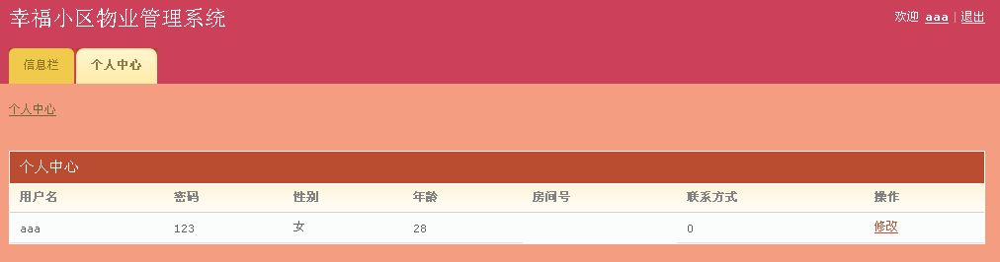 幸福小区物业管理系统
欢迎 aaa | 退出
信息栏 个人中心
个人中心
个人中心
用户名 密码 性别 年龄 房间号 联系方式 操作
aaa 123 女 28 0 修改